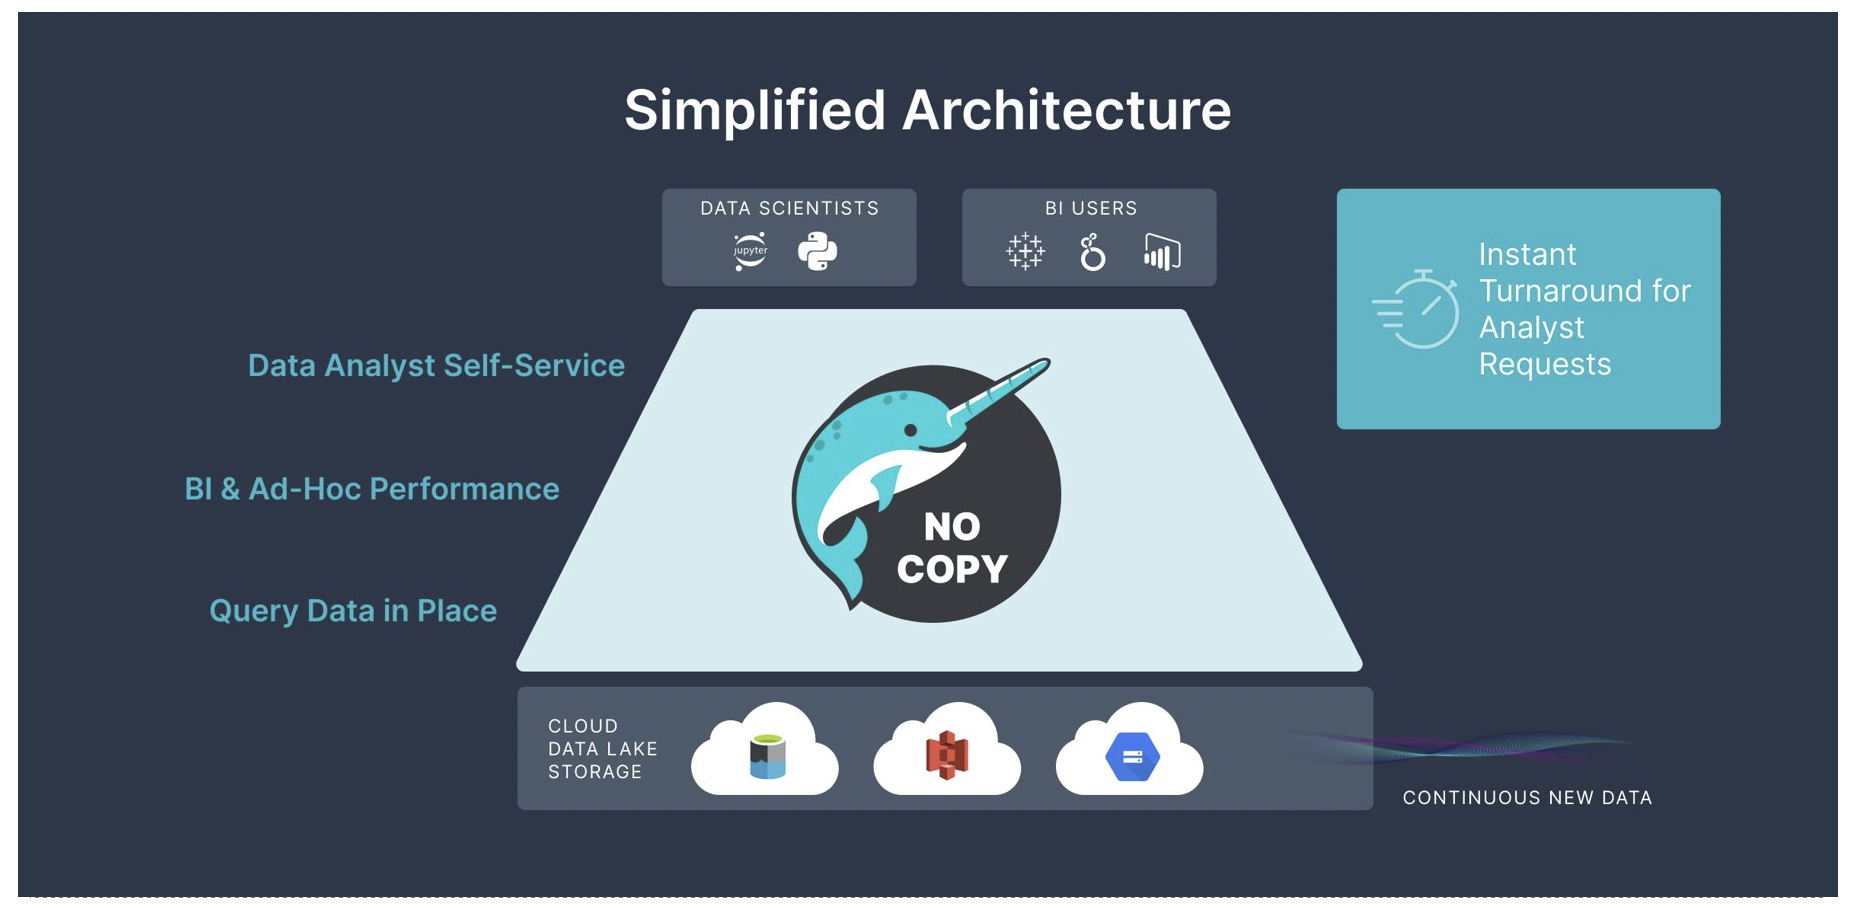 Simplified Architecture
DATA SCIENTISTS
jupyter
BI USERS
Instant
Turnaround for
Analyst
Requests
Data Analyst Self-Service
BI & Ad-Hoc Performance
Query Data in Place
NO
COPY
CLOUD
DATA LAKE
STORAGE
CONTINUOUS NEW DATA